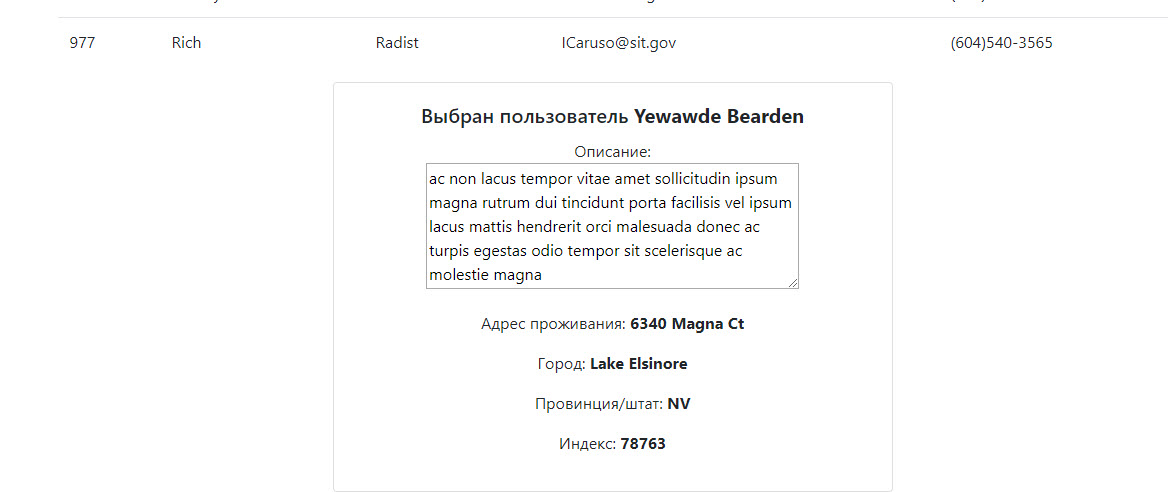 977 Rich Radist ICaruso@sit.gov (604)540-3565
Выбран пользователь Yewawde Bearden
Описание:
ac non lacus tempor vitae amet sollicitudin ipsum
magna rutrum dui tincidunt porta facilisis vel ipsum
lacus mattis hendrerit orci malesuada donec ac
turpis egestas odio tempor sit scelerisque ac
molestie magna
Адрес проживания: 6340 Magna Ct
Город: Lake Elsinore
Провинция/штат: NV
Индекс: 78763